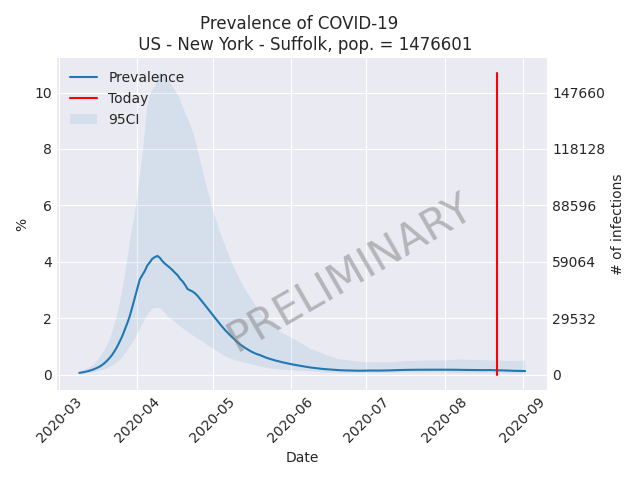 Prevalence of COVID-19
US - New York - Suffolk, pop. = 1476601
Prevalence
Today
95CI
10
8
6
4
2
0
%
147660
118128
88596
59064
29532
0
# of infections
PRELIMINARY
2020-03
2020-04
2020-05
2020-06
2020-07
2020-08
2020-09
Date